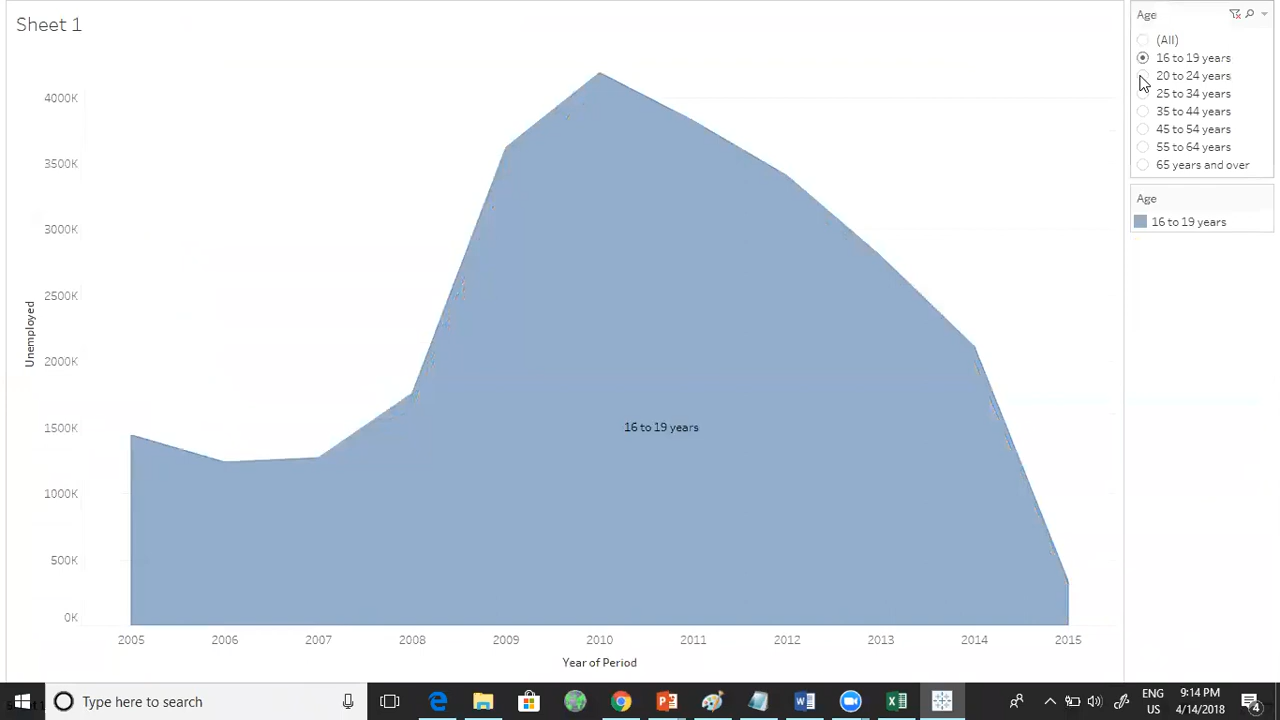 Sheet 1
Age
(All)
16 to 19 years
20 to 24 years
25 to 34 years
35 to 44 years
45 to 54 years
55 to 64 years
65 years and over
Age
16 to 19 years
4000K
3500K
3000K
2500K
2000K
1500K
1000K
500K
0K
Unemployed
16 to 19 years
2005 2006 2007 2008 2009 2010 2011 2012 2013 2014 2015
Year of Period
Type here to search
ENG 9:14 PM
US 4/14/2018
4